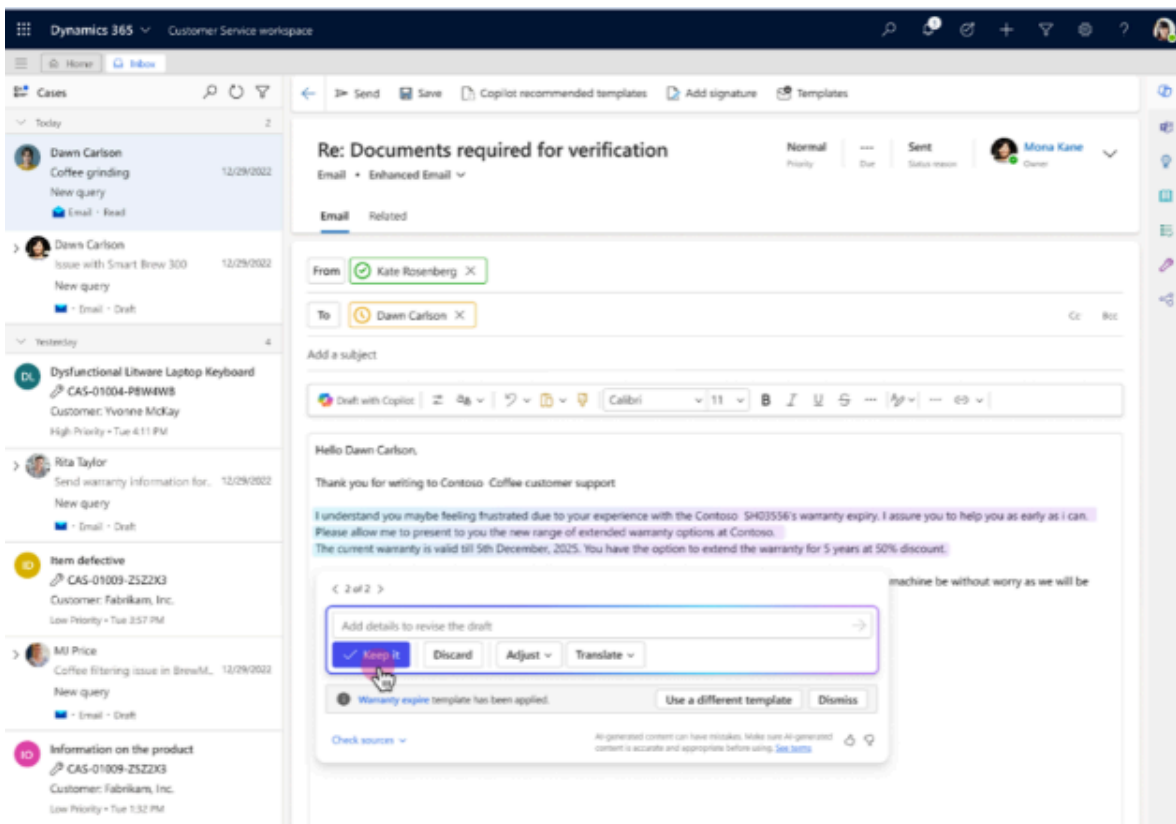 Dynamics 365
Customer Service workspace
1
Home
Inbox
Cases
Today
2
Dawn Carlson
Coffee grinding
12/29/2022
New query
Email · Read
Dawn Carlson
Issue with Smart Brew 300
12/29/2022
New query
· Email · Draft
Yesterday
4
DL
Dysfunctional Litware Laptop Keyboard
CAS-01004-P8W4W8
Customer: Yvonne McKay
High Priority • Tue 4:11 PM
Rita Taylor
Send warranty information for..
12/29/2022
New query
· Email · Draft
ID
Item defective
CAS-01009-Z5Z2X3
Customer: Fabrikam, Inc.
Low Priority • Tue 3:57 PM
MJ Price
Coffee filtering issue in BrewM..
12/29/2022
New query
· Email · Draft
IO
Information on the product
CAS-01009-Z5Z2X3
Customer: Fabrikam, Inc.
Low Priority • Tue 1:32 PM
Send
Save
Copilot recommended templates
Add signature
Templates
Re: Documents required for verification
Email • Enhanced Email
Normal
Priority
---
Due
Sent
Status reason
Mona Kane
Owner
Email
Related
From
Kate Rosenberg
To
Dawn Carlson
Cc
Bcc
Add a subject
Draft with Copilot
Calibri
11
B
I
U
S
Hello Dawn Carlson,
Thank you for writing to Contoso Coffee customer support
I understand you maybe feeling frustrated due to your experience with the Contoso SH03556's warranty expiry. I assure you to help you as early as i can.
Please allow me to present to you the new range of extended warranty options at Contoso.
The current warranty is valid till 5th December, 2025. You have the option to extend the warranty for 5 years at 50% discount.
machine be without worry as we will be
2 of 2
Add details to revise the draft
Keep it
Discard
Adjust
Translate
Warranty expire template has been applied.
Use a different template
Dismiss
Check sources
AI-generated content can have mistakes. Make sure AI-generated
content is accurate and appropriate before using. See terms